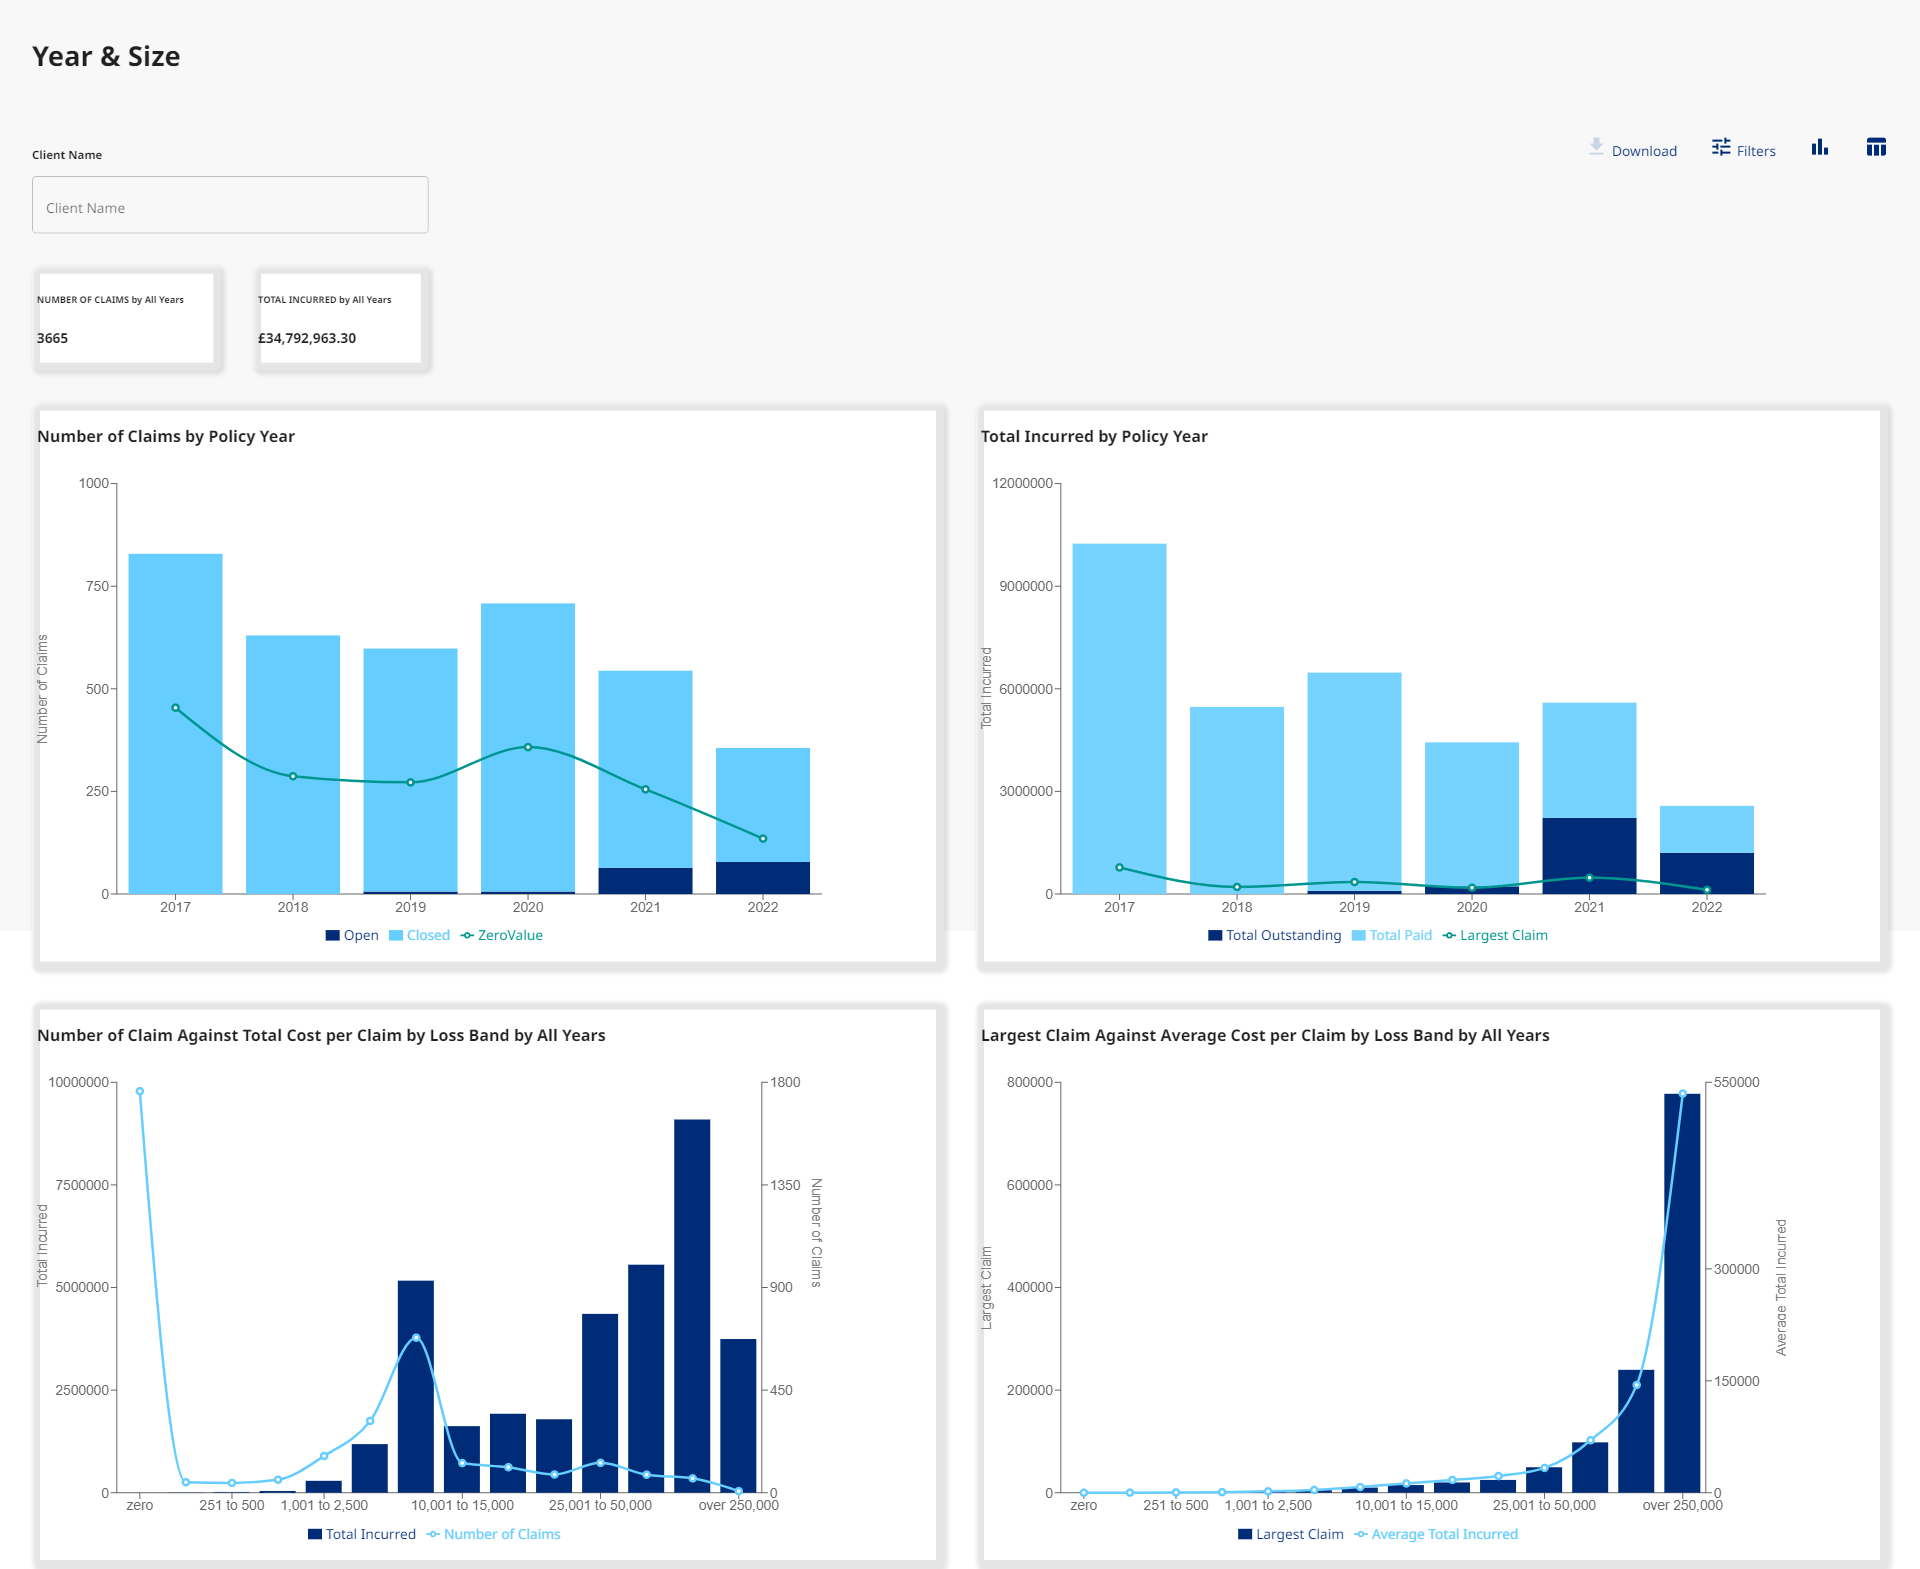 Year & Size
Download
Filters
Client Name
Client Name
NUMBER OF CLAIMS by All Years
3665
TOTAL INCURRED by All Years
£34,792,963.30
Number of Claims by Policy Year
1000
750
500
250
0
Number of Claims
2017 2018 2019 2020 2021 2022
Open Closed ZeroValue
Total Incurred by Policy Year
12000000
9000000
6000000
3000000
0
Total Incurred
2017 2018 2019 2020 2021 2022
Total Outstanding Total Paid Largest Claim
Number of Claim Against Total Cost per Claim by Loss Band by All Years
10000000
7500000
5000000
2500000
0
Total Incurred
1800
1350
900
450
0
Number of Claims
zero 251 to 500 1,001 to 2,500 10,001 to 15,000 25,001 to 50,000 over 250,000
Total Incurred Number of Claims
Largest Claim Against Average Cost per Claim by Loss Band by All Years
800000
600000
400000
200000
0
Largest Claim
550000
300000
150000
0
Average Total Incurred
zero 251 to 500 1,001 to 2,500 10,001 to 15,000 25,001 to 50,000 over 250,000
Largest Claim Average Total Incurred